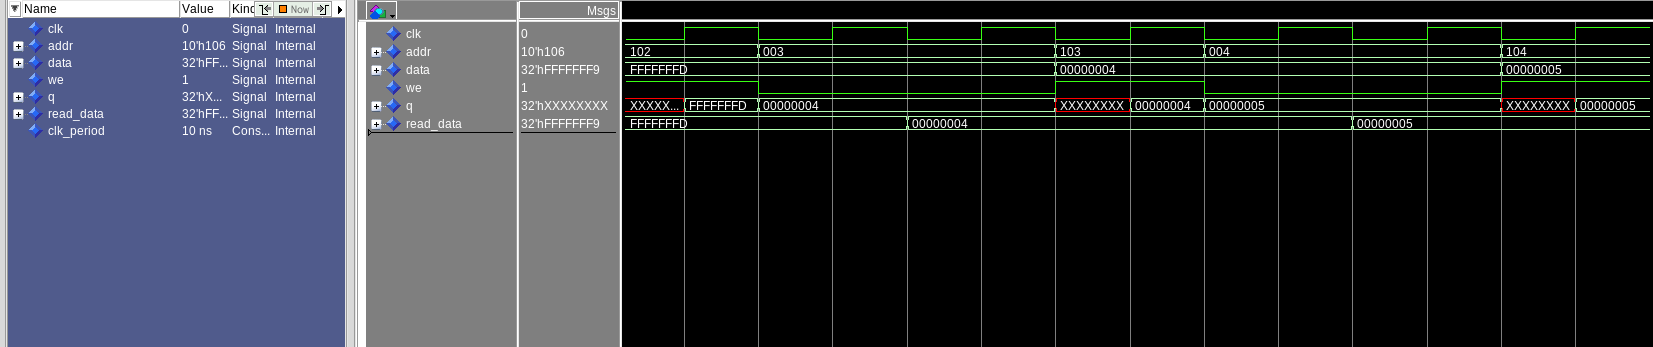 Name Value Kind Now
clk 0 Signal Internal
addr 10'h106 Signal Internal
data 32'hFF... Signal Internal
we 1 Signal Internal
q 32'hX... Signal Internal
read_data 32'hFF... Signal Internal
clk_period 10 ns Cons... Internal
Msgs
clk 0
addr 10'h106 102 003 103 004 104
data 32'hFFFFFFF9 FFFFFFFD 00000004 00000005
we 1
q 32'hXXXXXXXX XXXXX... FFFFFFFD 00000004 XXXXXXXX 00000004 00000005 XXXXXXXX 00000005
read_data 32'hFFFFFFF9 FFFFFFFD 00000004 00000005